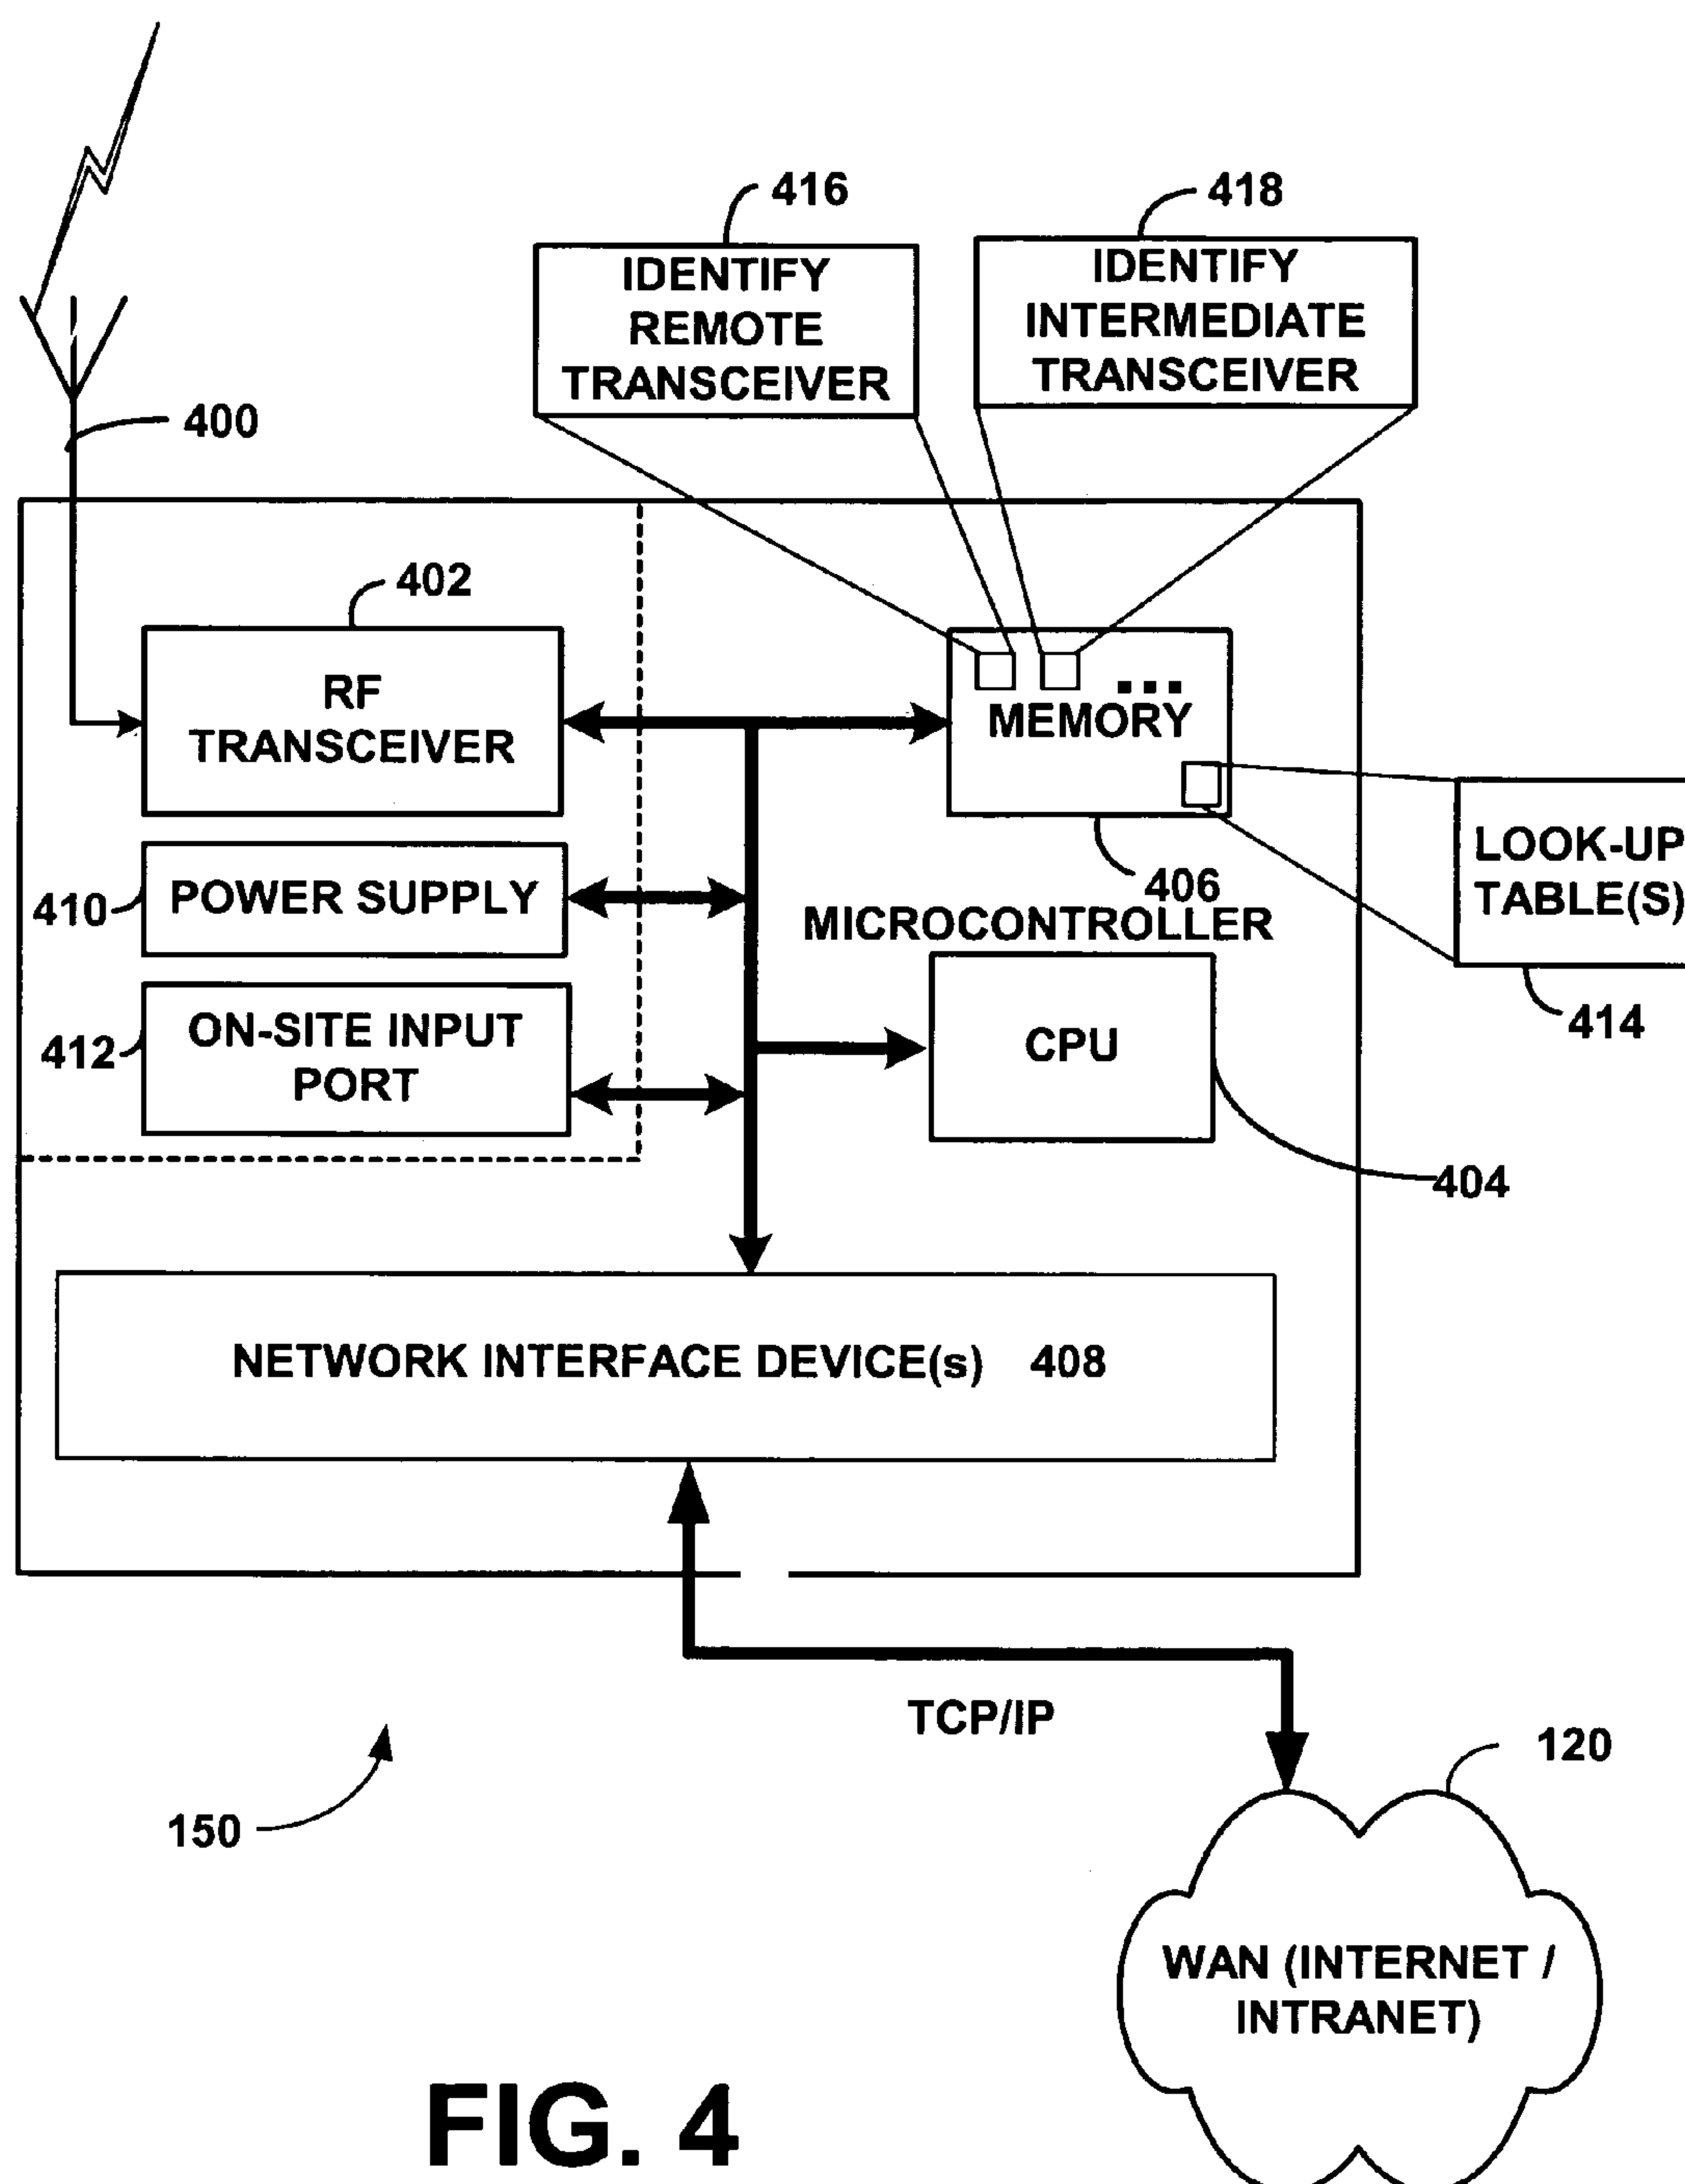 416
418
IDENTIFY
REMOTE
TRANSCEIVER
IDENTIFY
INTERMEDIATE
TRANSCEIVER
400
402
RF
TRANSCEIVER
MEMORY
LOOK-UP
TABLE(S)
406
410
POWER SUPPLY
MICROCONTROLLER
414
412
ON-SITE INPUT
PORT
CPU
404
NETWORK INTERFACE DEVICE(s) 408
TCP/IP
120
150
WAN (INTERNET /
INTRANET)
FIG. 4